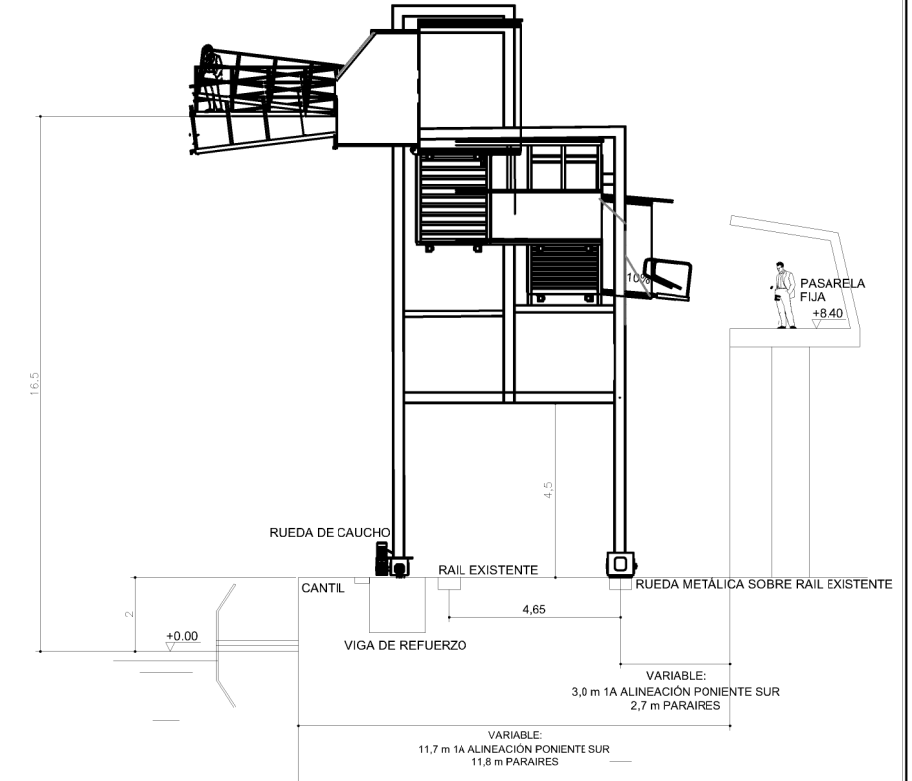 10%
PASARELA
FIJA
+8.40
16.5
4,5
RUEDA DE CAUCHO
RAIL EXISTENTE
CANTIL
RUEDA METÁLICA SOBRE RAIL EXISTENTE
4,65
2
+0.00
VIGA DE REFUERZO
VARIABLE:
3,0 m 1A ALINEACIÓN PONIENTE SUR
2,7 m PARAIRES
VARIABLE:
11,7 m 1A ALINEACIÓN PONIENTE SUR
11,8 m PARAIRES